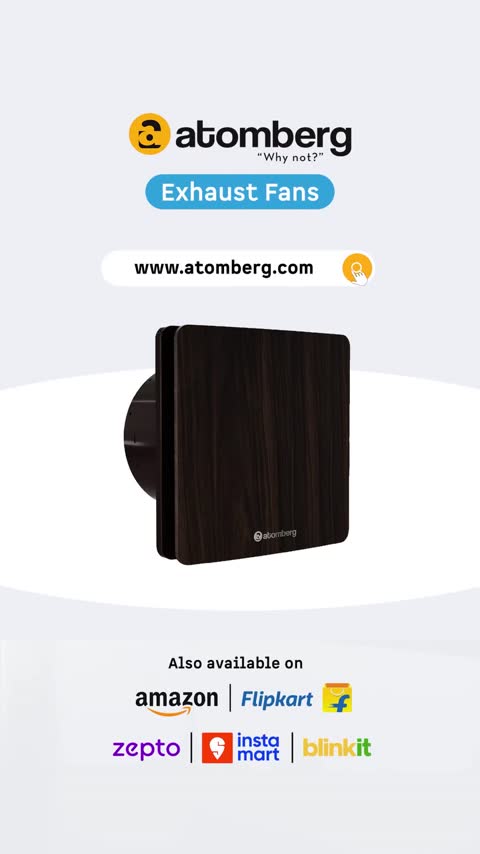 atomberg
"Why not?"
Exhaust Fans
www.atomberg.com
atomberg
Also available on
amazon | Flipkart
zepto | insta mart | blinkit